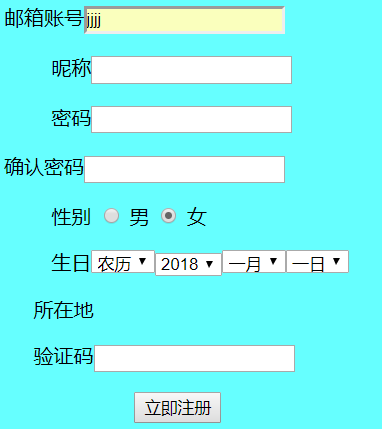 邮箱账号 jjjj
昵称
密码
确认密码
性别 男 女
生日 农历 2018 一月 一日
所在地
验证码
立即注册